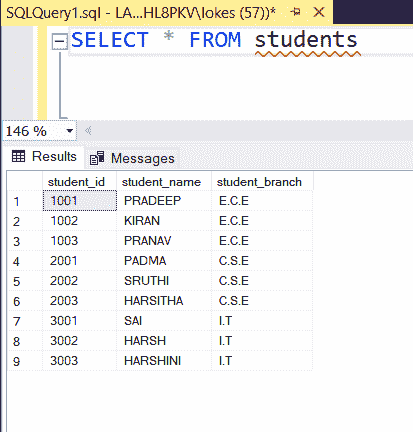 SQLQuery1.sql - LA...HL8PKV\lokes (57))*
SELECT * FROM students
146 %
Results Messages
student_id student_name student_branch
1 1001 PRADEEP E.C.E
2 1002 KIRAN E.C.E
3 1003 PRANAV E.C.E
4 2001 PADMA C.S.E
5 2002 SRUTHI C.S.E
6 2003 HARSITHA C.S.E
7 3001 SAI I.T
8 3002 HARSH I.T
9 3003 HARSHINI I.T